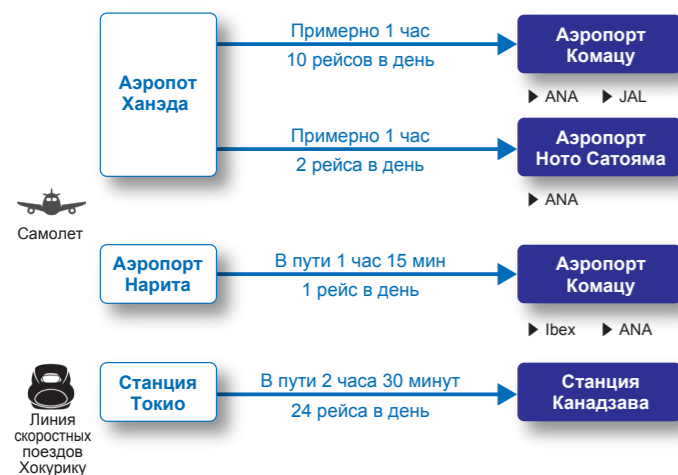 Примерно 1 час
10 рейсов в день
Аэропот
Ханэда
Аэропорт
Комацу
▶ ANA ▶ JAL
Примерно 1 час
2 рейса в день
Аэропорт
Ното Сатояма
▶ ANA
Самолет
Аэропорт
Нарита
В пути 1 час 15 мин
1 рейс в день
Аэропорт
Комацу
▶ Ibex ▶ ANA
Станция
Токио
В пути 2 часа 30 минут
24 рейса в день
Станция
Канадзава
Линия
скоростных
поездов
Хокурику